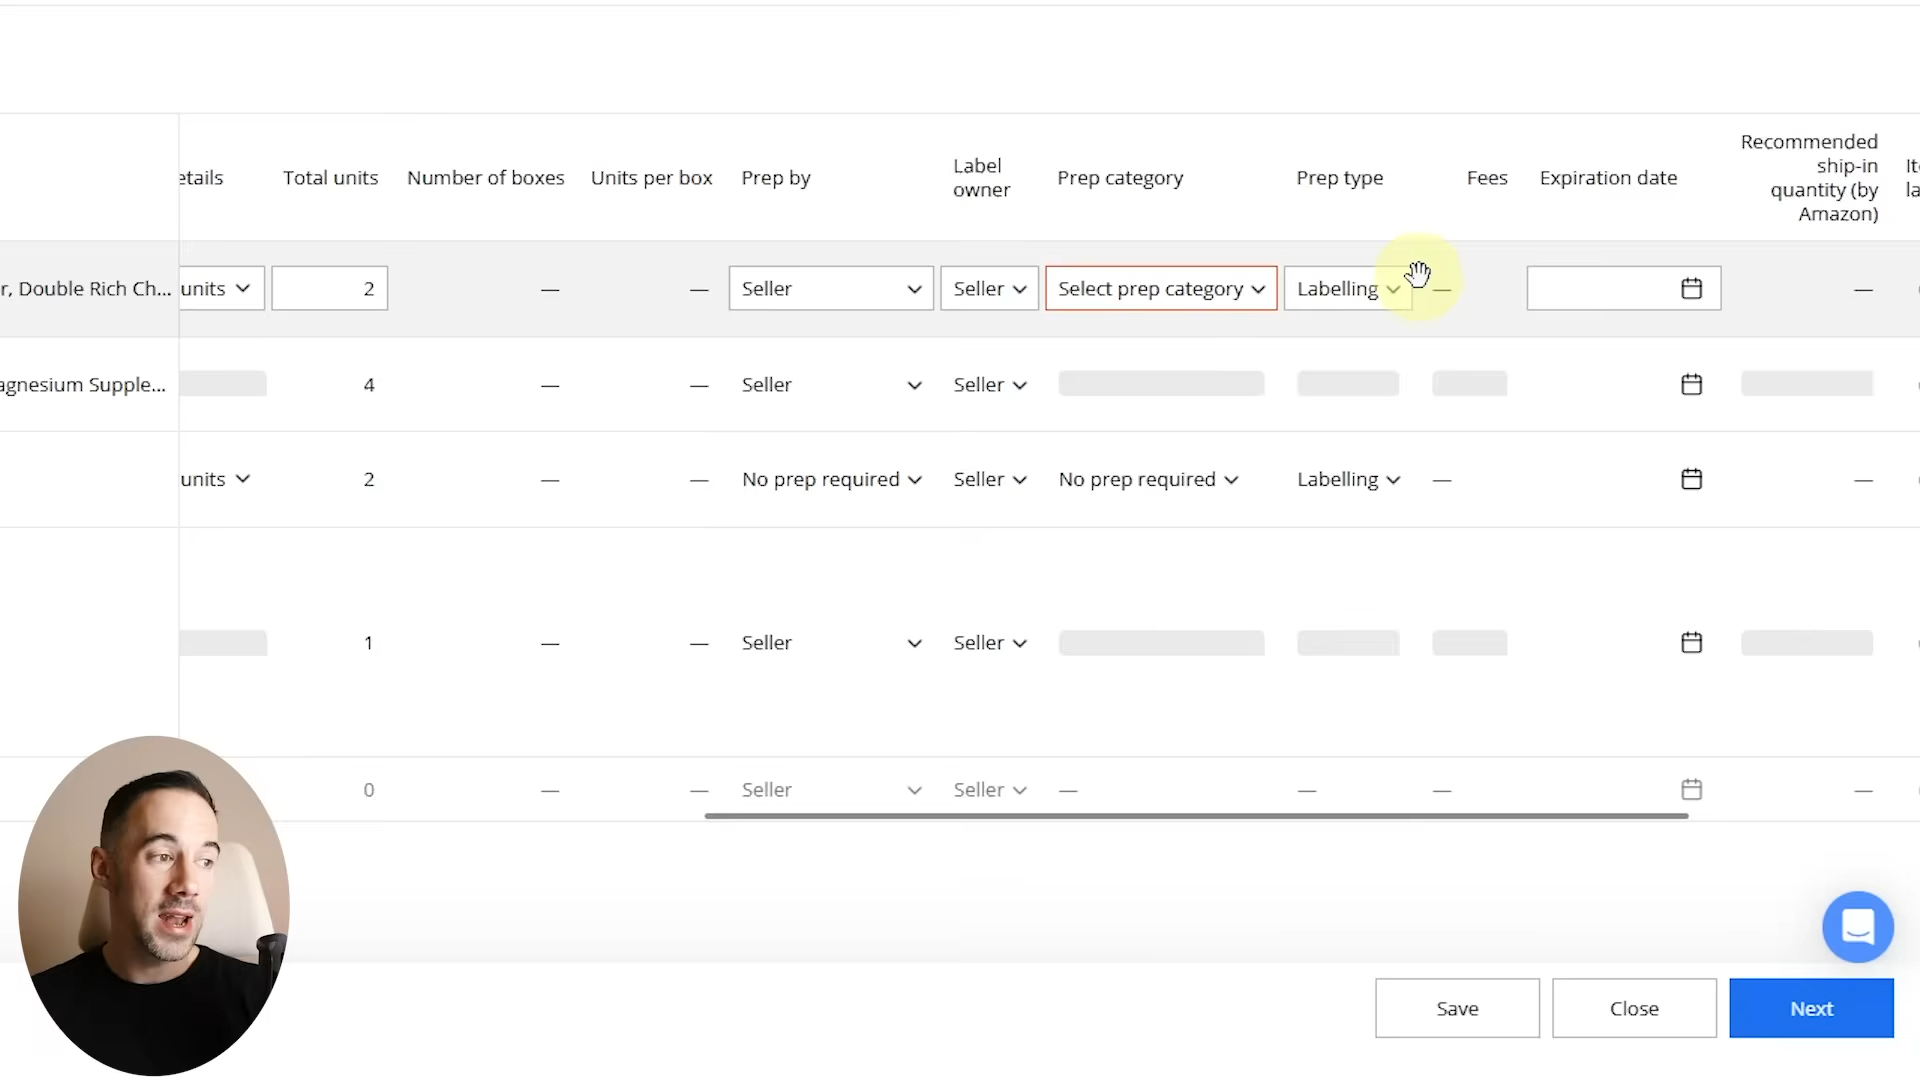 etails Total units Number of boxes Units per box Prep by Label owner Prep category Prep type Fees Expiration date Recommended ship-in quantity (by Amazon)
r, Double Rich Ch... units 2 — — Seller Seller Select prep category Labelling — —
agnesium Supple... 4 — — Seller Seller
units 2 — — No prep required Seller No prep required Labelling — —
1 — — Seller Seller
0 — — Seller Seller — — — —
Save Close Next